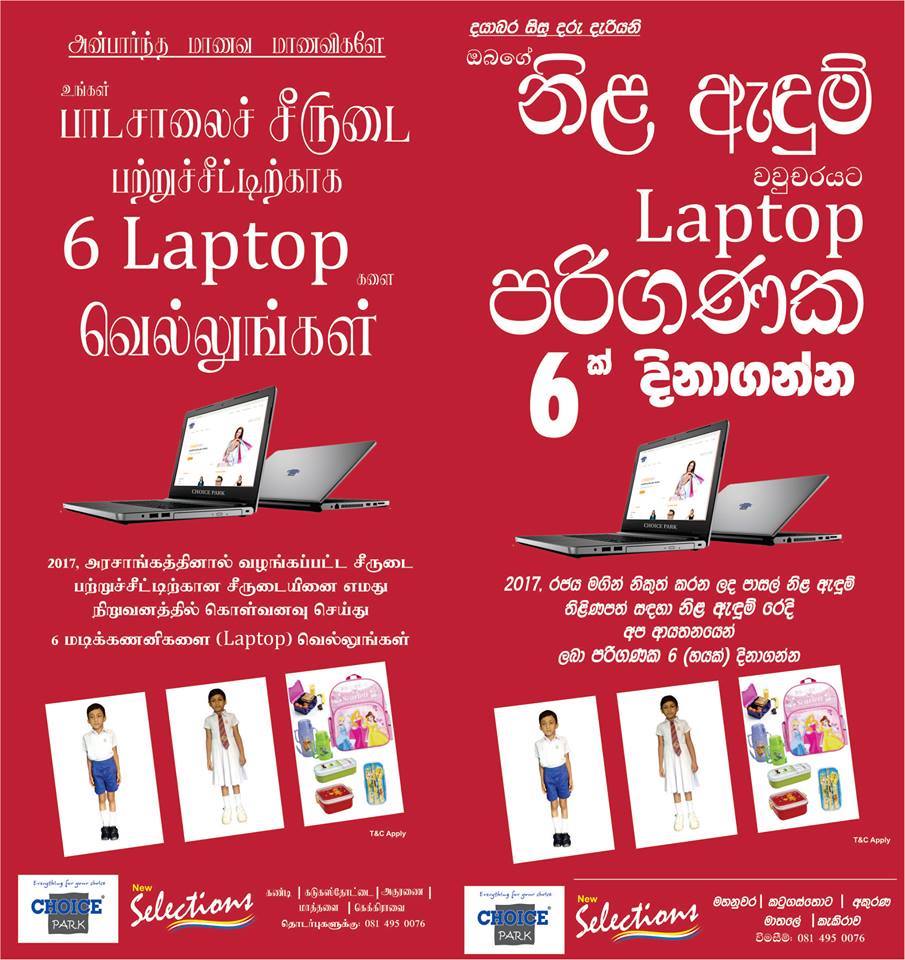 அன்பார்ந்த மாணவ மாணவிகளே
உங்கள்
பாடசாலைச் சீருடை
பற்றுச்சீட்டிற்காக
6 Laptop களை
வெல்லுங்கள்
CHOICE PARK
2017, அரசாங்கத்தினால் வழங்கப்பட்ட சீருடை
பற்றுச்சீட்டிற்கான சீருடையினை எமது
நிறுவனத்தில் கொள்வனவு செய்து
6 மடிக்கணனிகளை (Laptop) வெல்லுங்கள்
Scarlett
T&C Apply
Everything for your choice
CHOICE
PARK
New
Selections
கண்டி | கடுகஸ்தோட்டை | அகுரணை |
மாத்தளை | கெக்கிராவை
தொடர்புகளுக்கு: 081 495 0076
දයාබර සිසු දරු දැරියනි
ඔබගේ
නිළ ඇඳුම්
වවුචරයට
Laptop
පරිගණක
6 ක් දිනාගන්න
CHOICE PARK
2017, රජය මගින් නිකුත් කරන ලද පාසල් නිළ ඇඳුම්
තිළිණපත් සඳහා නිළ ඇඳුම් රෙදි
අප ආයතනයෙන්
ලබා පරිගණක 6 (හයක්) දිනාගන්න
Scarlett
T&C Apply
Everything for your choice
CHOICE
PARK
New
Selections
මහනුවර | කටුගස්තොට | අකුරණ
මාතලේ | කැකිරාව
විමසීම්: 081 495 0076